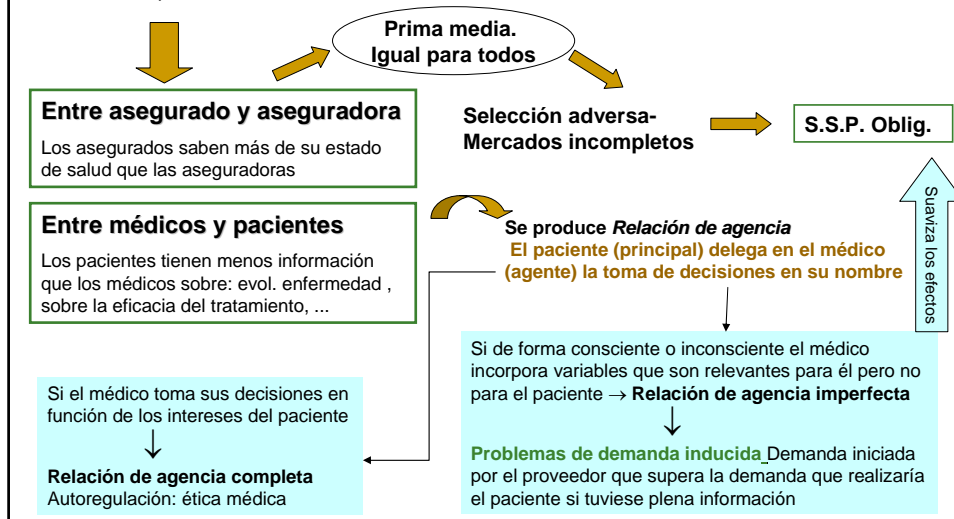 Prima media.
Igual para todos
Entre asegurado y aseguradora
Los asegurados saben más de su estado
de salud que las aseguradoras
Selección adversa-
Mercados incompletos
S.S.P. Oblig.
Suaviza los efectos
Entre médicos y pacientes
Los pacientes tienen menos información
que los médicos sobre: evol. enfermedad ,
sobre la eficacia del tratamiento, ...
Se produce Relación de agencia
El paciente (principal) delega en el médico
(agente) la toma de decisiones en su nombre
Si el médico toma sus decisiones en
función de los intereses del paciente
↓
Relación de agencia completa
Autoregulación: ética médica
Si de forma consciente o inconsciente el médico
incorpora variables que son relevantes para él pero no
para el paciente → Relación de agencia imperfecta
↓
Problemas de demanda inducida Demanda iniciada
por el proveedor que supera la demanda que realizaría
el paciente si tuviese plena información